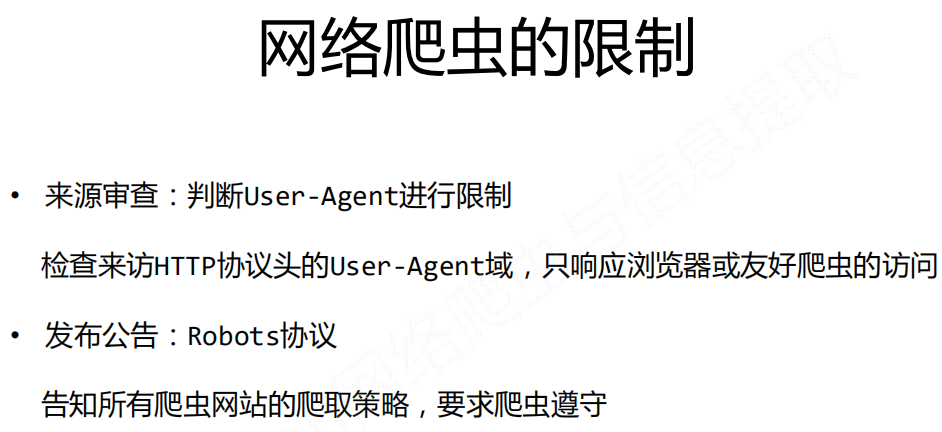 网络爬虫的限制
• 来源审查：判断User-Agent进行限制
检查来访HTTP协议头的User-Agent域，只响应浏览器或友好爬虫的访问
• 发布公告：Robots协议
告知所有爬虫网站的爬取策略，要求爬虫遵守
网络爬虫与信息提取